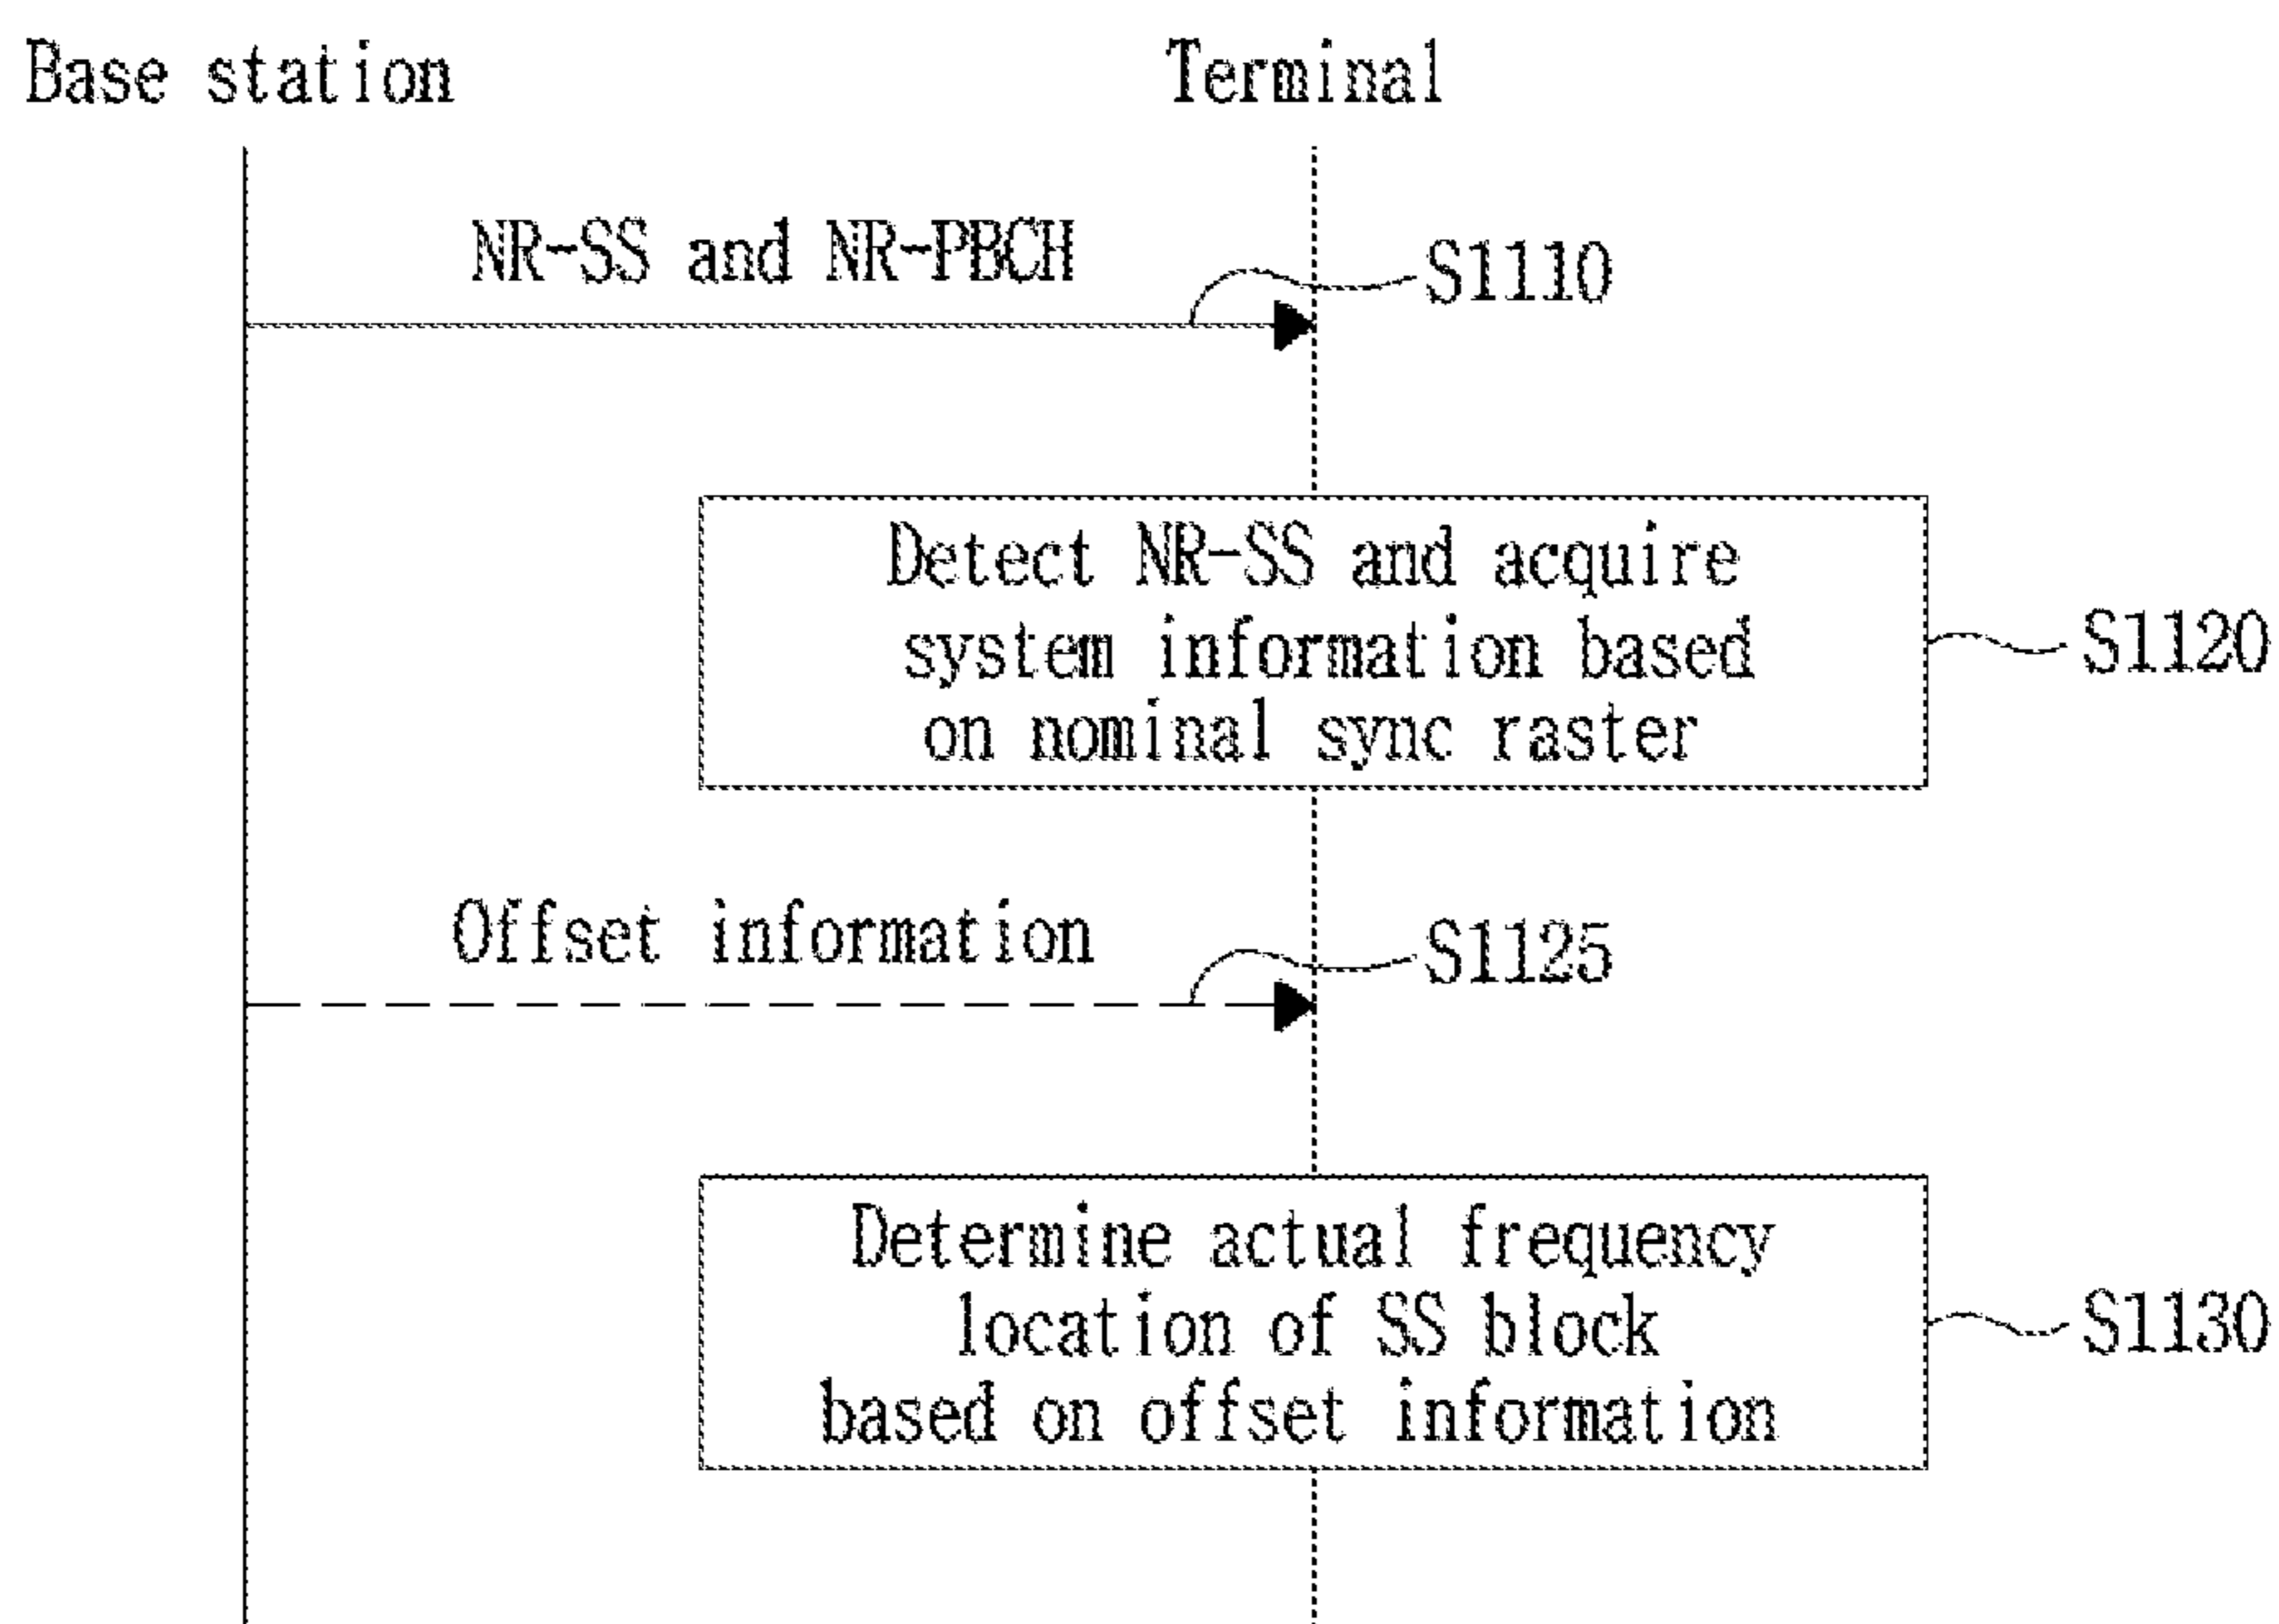 Base station
Terminal
NR-SS and NR-PBCH
S1110
Detect NR-SS and acquire
system information based
on nominal sync raster
S1120
Offset information
S1125
Determine actual frequency
location of SS block
based on offset information
S1130